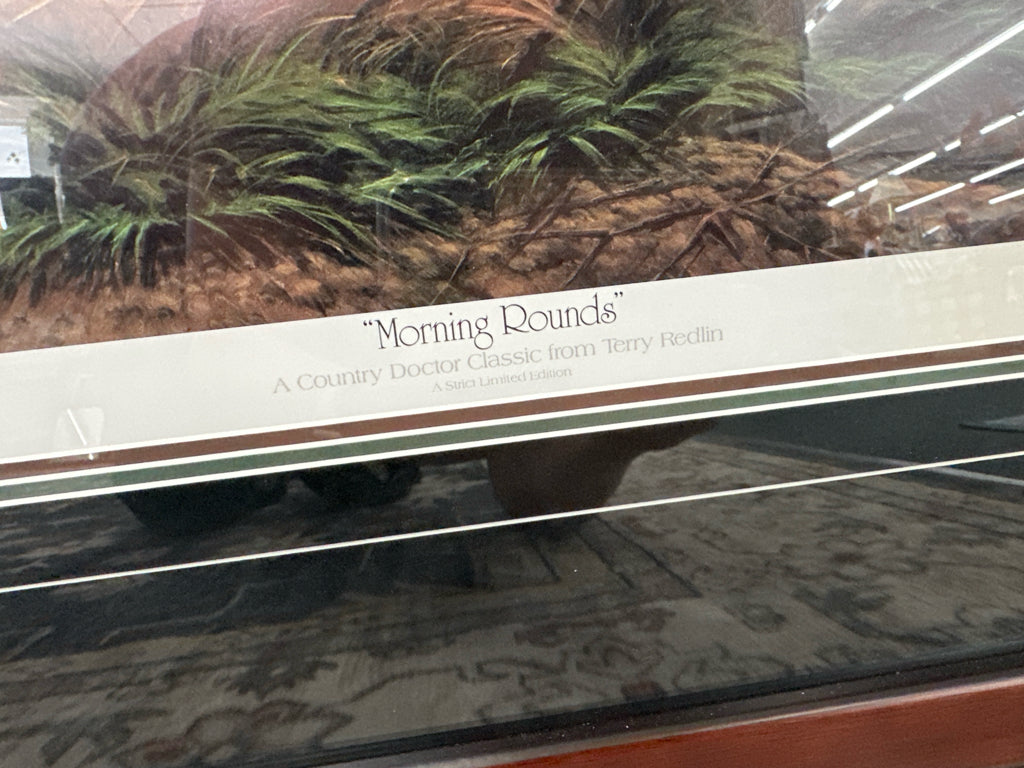 “Morning Rounds”
A Country Doctor Classic from Terry Redlin
A Strict Limited Edition